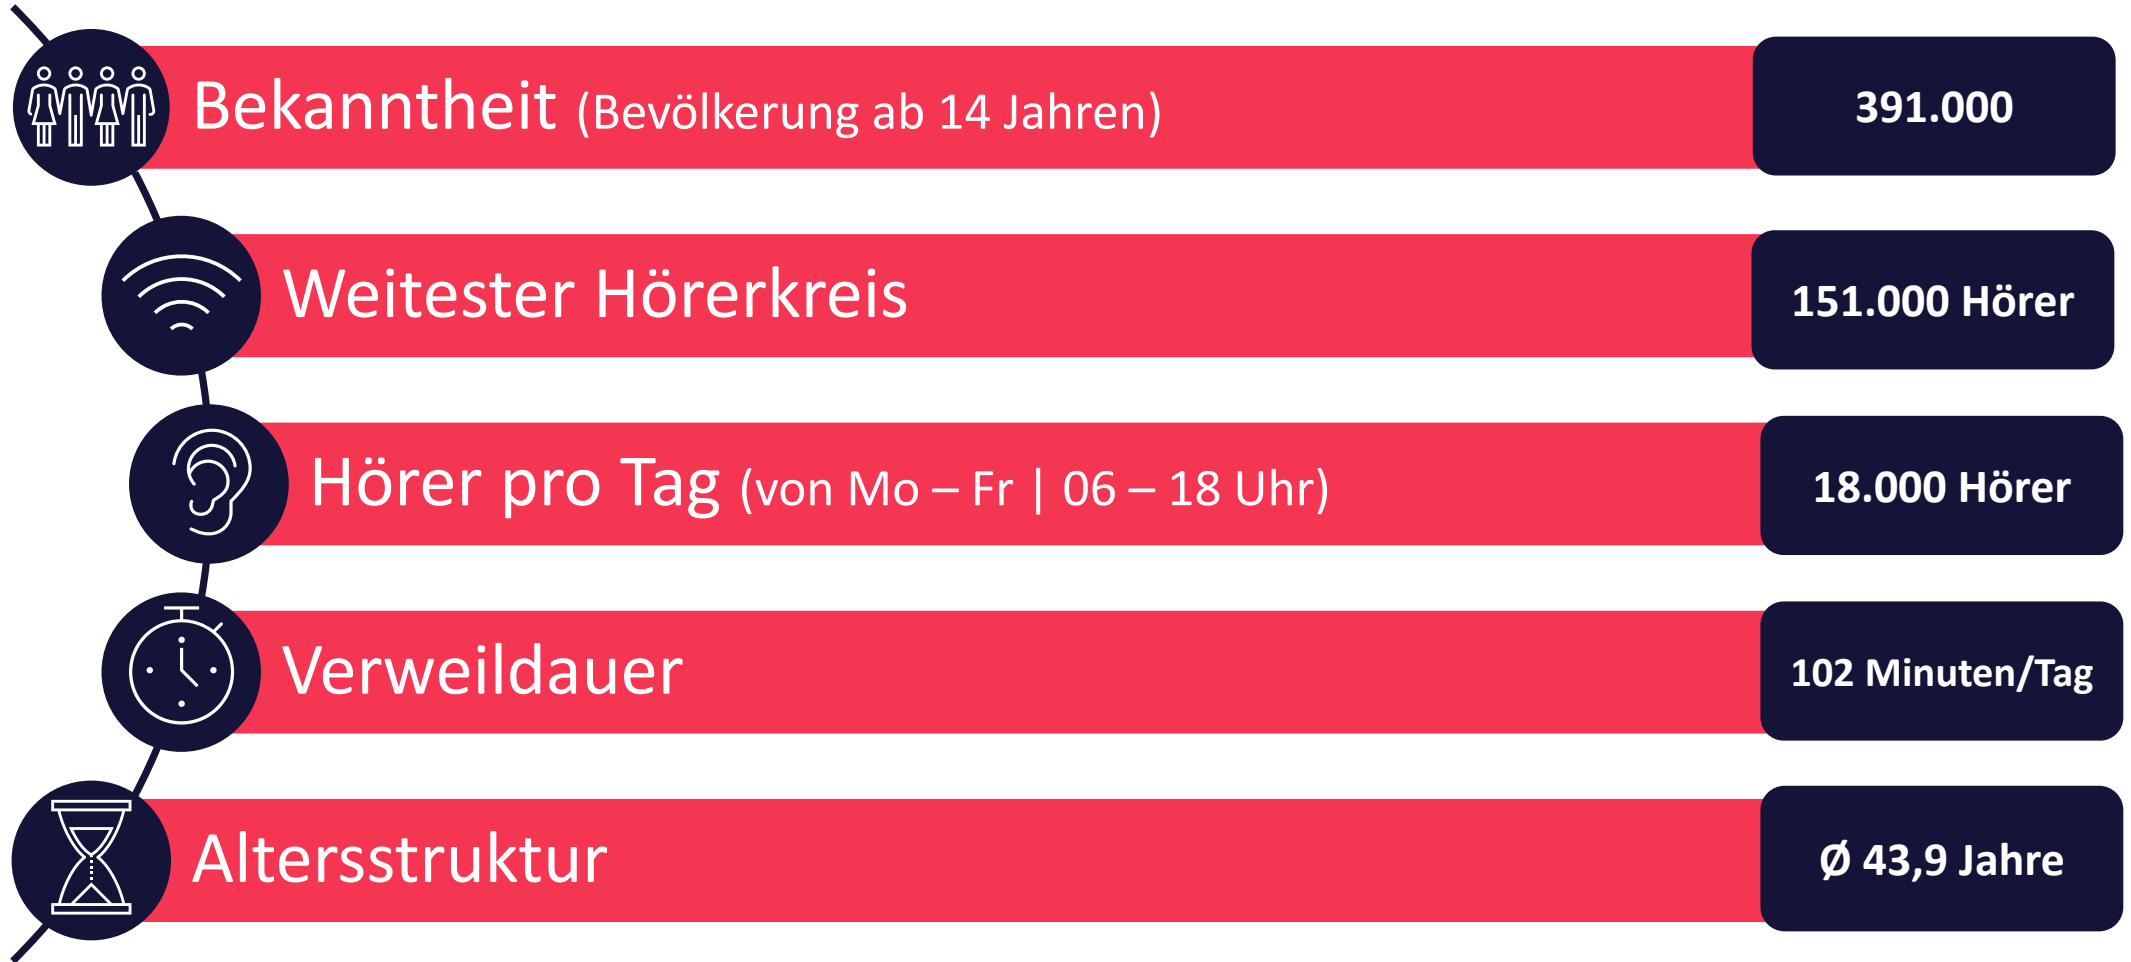 Bekanntheit (Bevölkerung ab 14 Jahren) 391.000
Weitester Hörerkreis 151.000 Hörer
Hörer pro Tag (von Mo – Fr | 06 – 18 Uhr) 18.000 Hörer
Verweildauer 102 Minuten/Tag
Altersstruktur Ø 43,9 Jahre